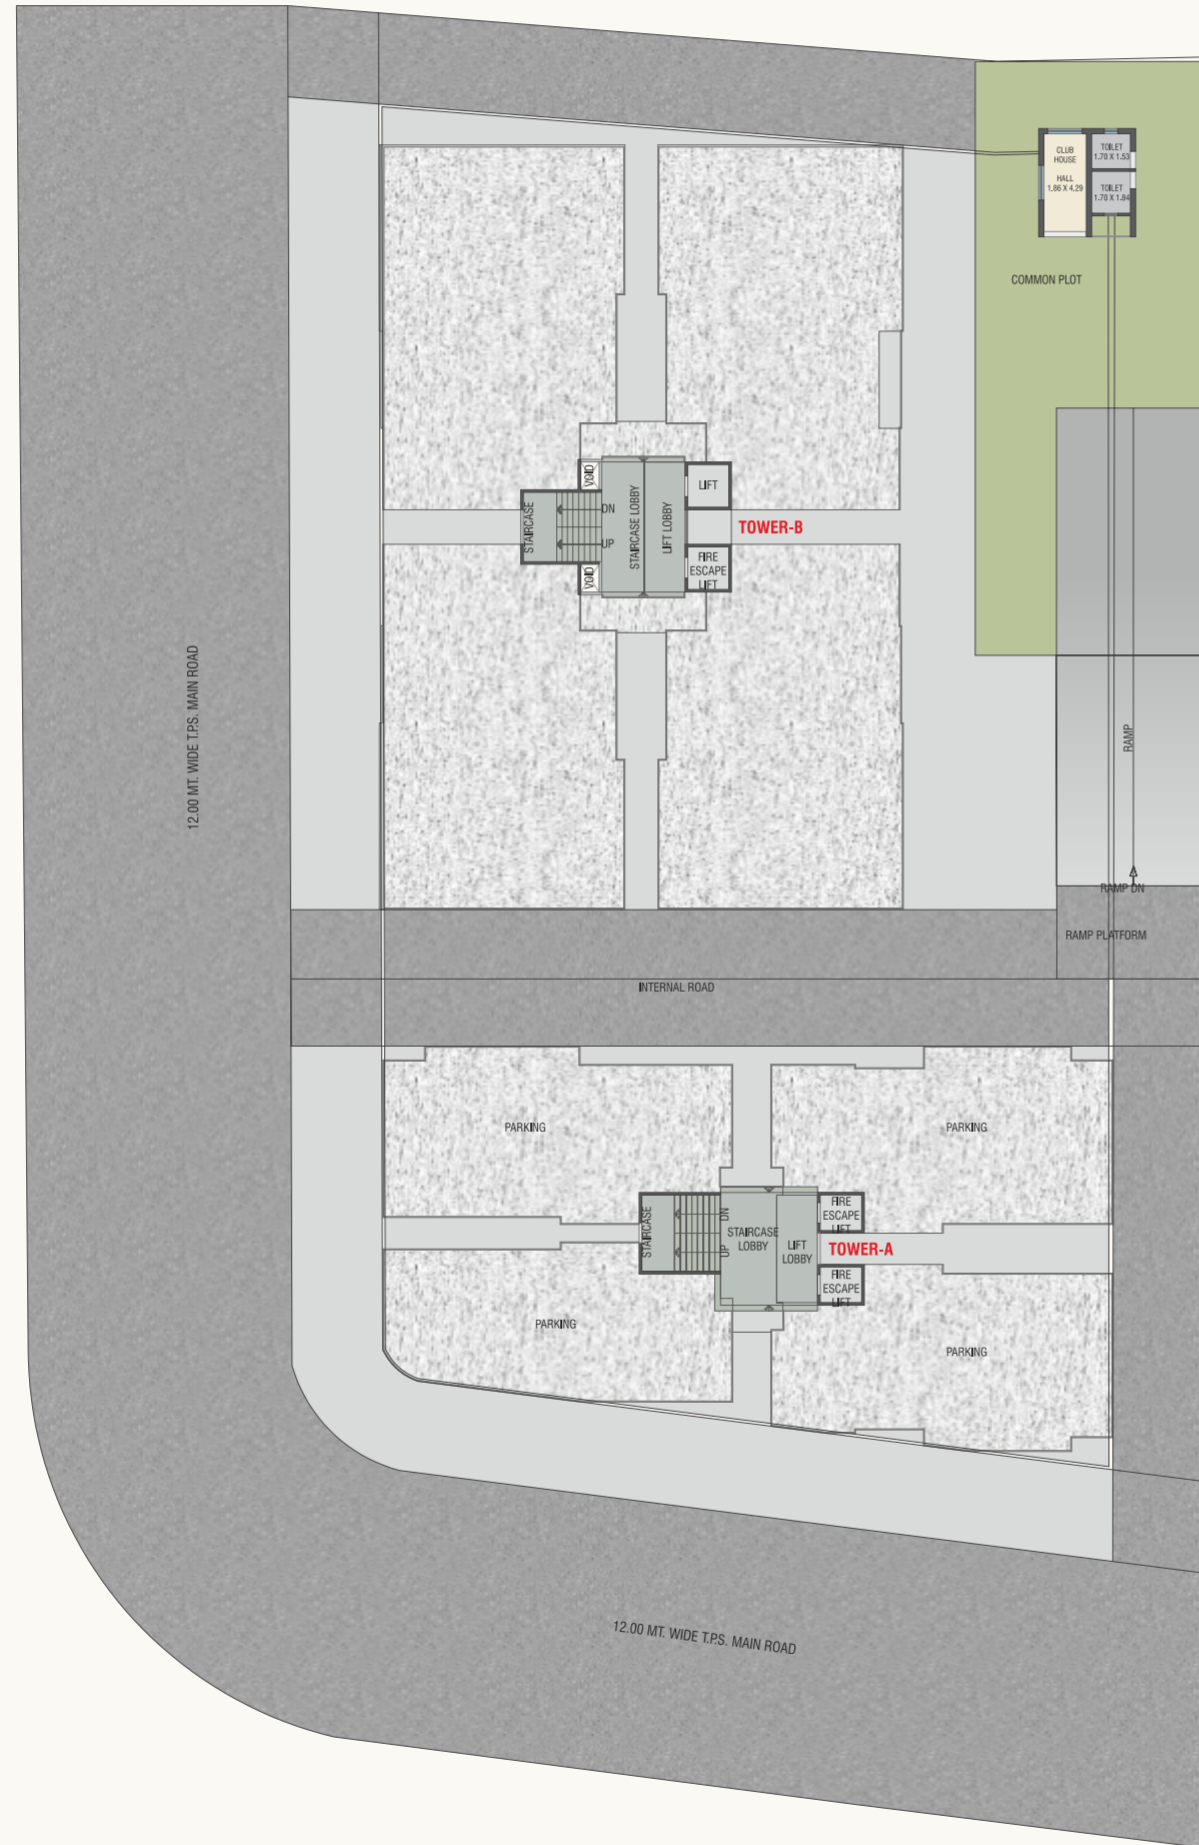 CLUB
HOUSE
HALL
1.86 X 4.29
TOILET
1.70 X 1.53
TOILET
1.70 X 1.84
COMMON PLOT
VOID
STAIRCASE
DN
UP
VOID
STAIRCASE LOBBY
LIFT LOBBY
LIFT
TOWER-B
FIRE
ESCAPE
LIFT
12.00 MT. WIDE T.P.S. MAIN ROAD
RAMP
RAMP DN
RAMP PLATFORM
INTERNAL ROAD
PARKING
PARKING
STAIRCASE
DN
UP
STAIRCASE
LOBBY
LIFT
LOBBY
FIRE
ESCAPE
LIFT
TOWER-A
FIRE
ESCAPE
LIFT
PARKING
PARKING
12.00 MT. WIDE T.P.S. MAIN ROAD